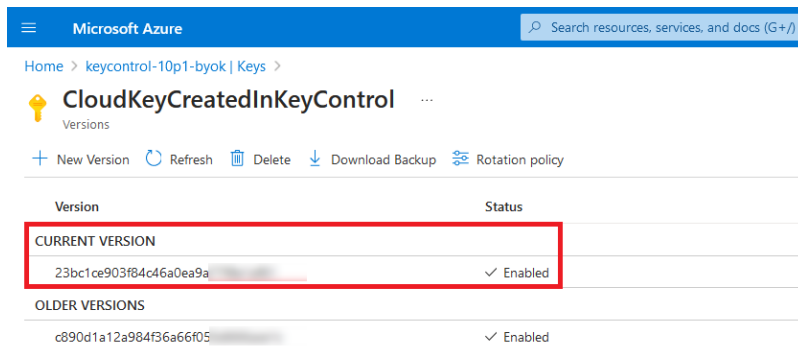 Microsoft Azure
Search resources, services, and docs (G+/)
Home > keycontrol-10p1-byok | Keys >
CloudKeyCreatedInKeyControl ...
Versions
New Version Refresh Delete Download Backup Rotation policy
Version Status
CURRENT VERSION
23bc1ce903f84c46a0ea9a Enabled
OLDER VERSIONS
c890d1a12a984f36a66f05 Enabled